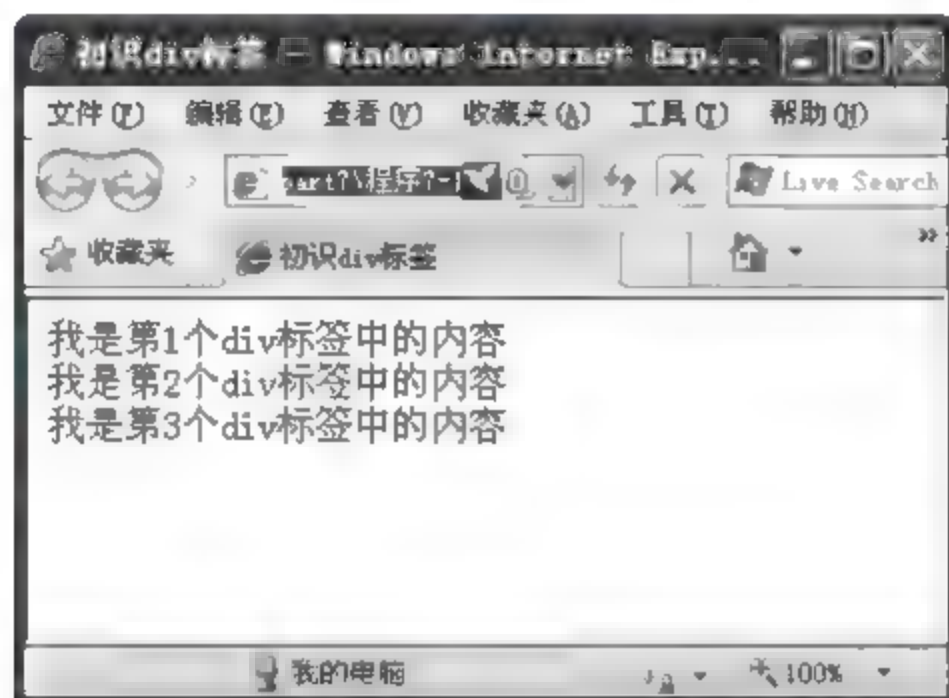 初识div标签 - Windows Internet Exp...
文件(F) 编辑(E) 查看(V) 收藏夹(A) 工具(T) 帮助(H)
Live Search
收藏夹 初识div标签
我是第1个div标签中的内容
我是第2个div标签中的内容
我是第3个div标签中的内容
我的电脑 100%